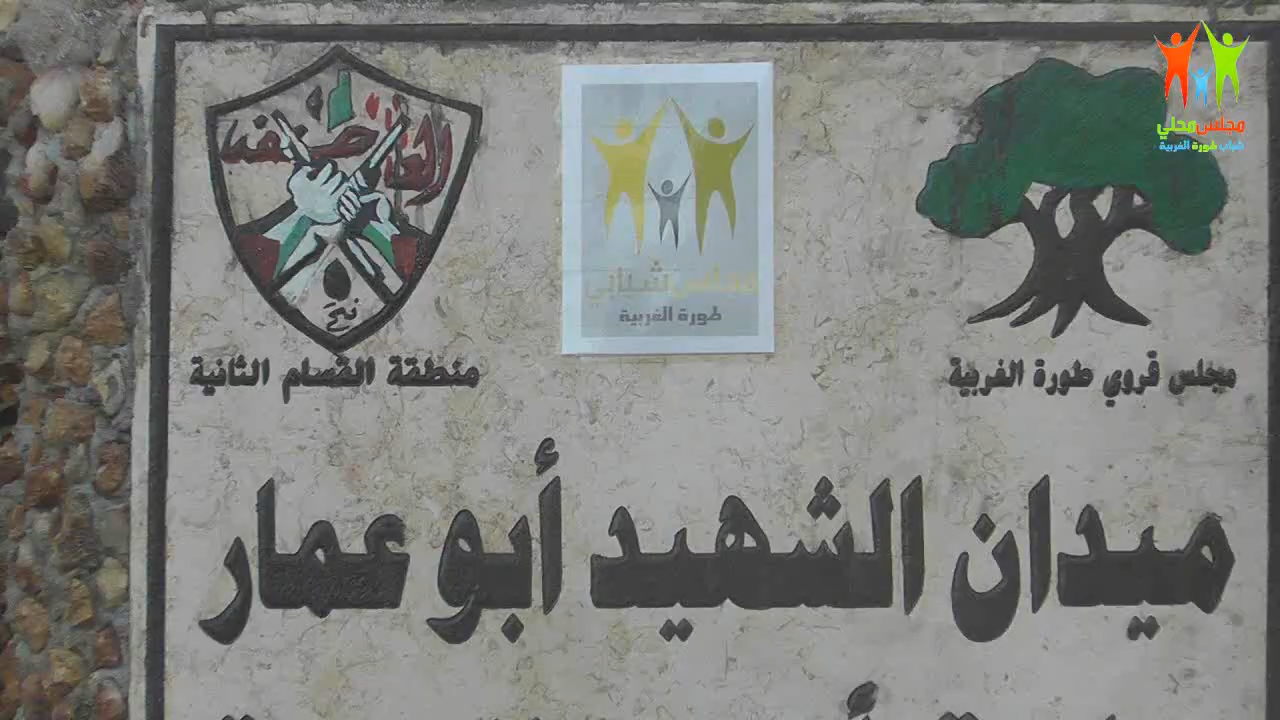 مجلس محلي
شباب طورة الغربية
العاصفة
فتح
منطقة القسام الثانية
مجلس شبابي
طورة الغربية
مجلس قروي طورة الغربية
ميدان الشهيد أبو عمار